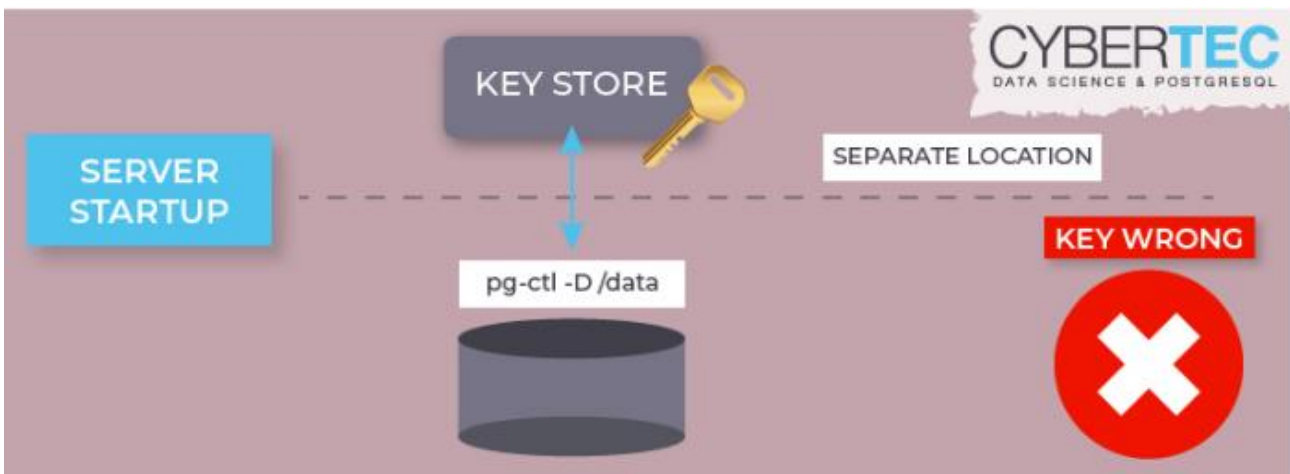 CYBERTEC
DATA SCIENCE & POSTGRESQL
KEY STORE
SEPARATE LOCATION
SERVER
STARTUP
KEY WRONG
pg-ctl -D /data